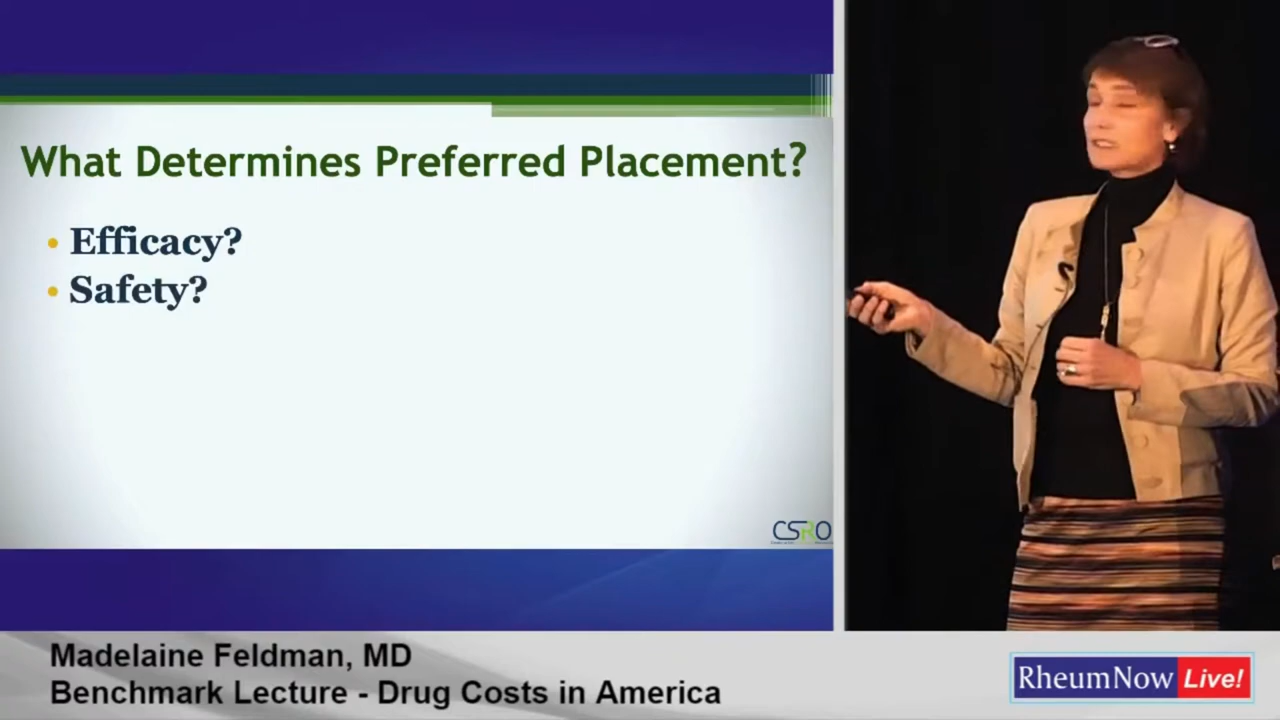 What Determines Preferred Placement?
• Efficacy?
• Safety?
CSRO
Madelaine Feldman, MD
Benchmark Lecture - Drug Costs in America
RheumNow Live!